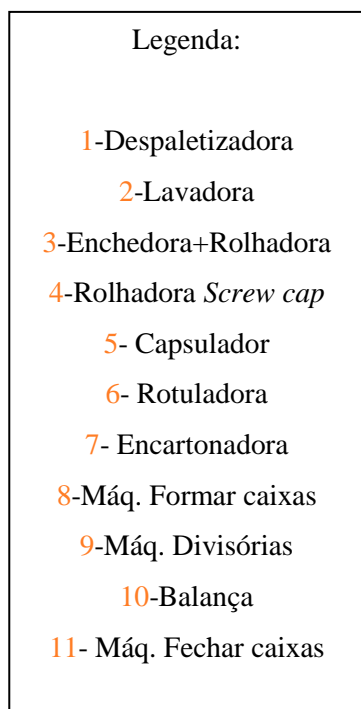 Legenda:
1-Despaletizadora
2-Lavadora
3-Enchedora+Rolhadora
4-Rolhadora Screw cap
5- Capsulador
6- Rotuladora
7- Encartonadora
8-Máq. Formar caixas
9-Máq. Divisórias
10-Balança
11- Máq. Fechar caixas